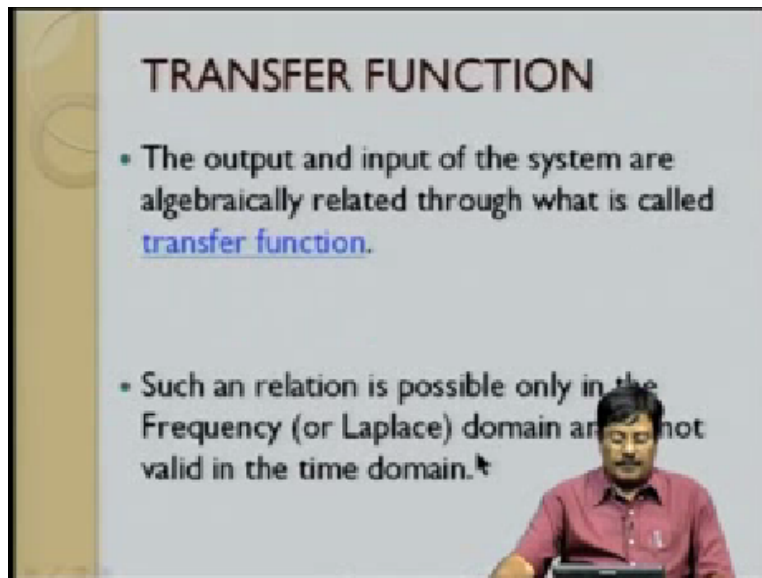 TRANSFER FUNCTION
• The output and input of the system are
algebraically related through what is called
transfer function.
• Such an relation is possible only in the
Frequency (or Laplace) domain not
valid in the time domain.